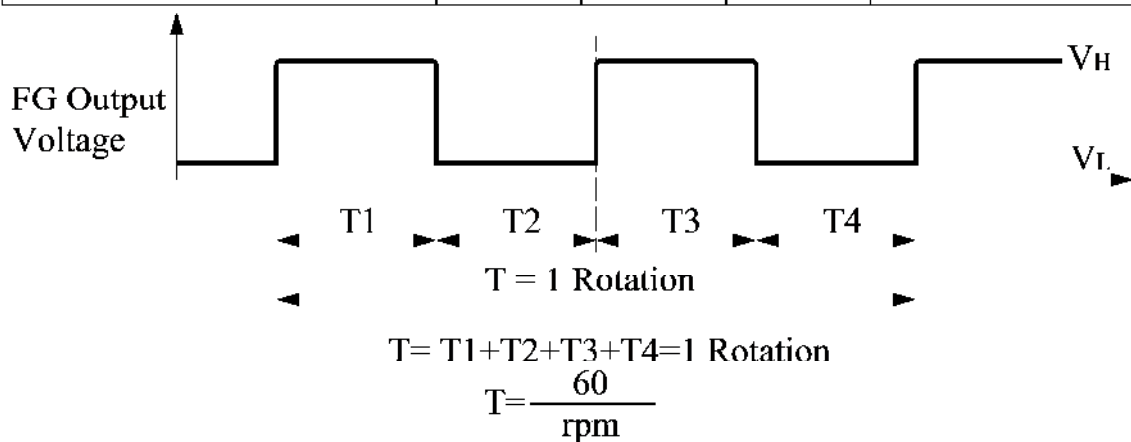 VH
FG Output
Voltage
VL
T1 T2 T3 T4
T = 1 Rotation
T= T1+T2+T3+T4=1 Rotation
T= 60
rpm